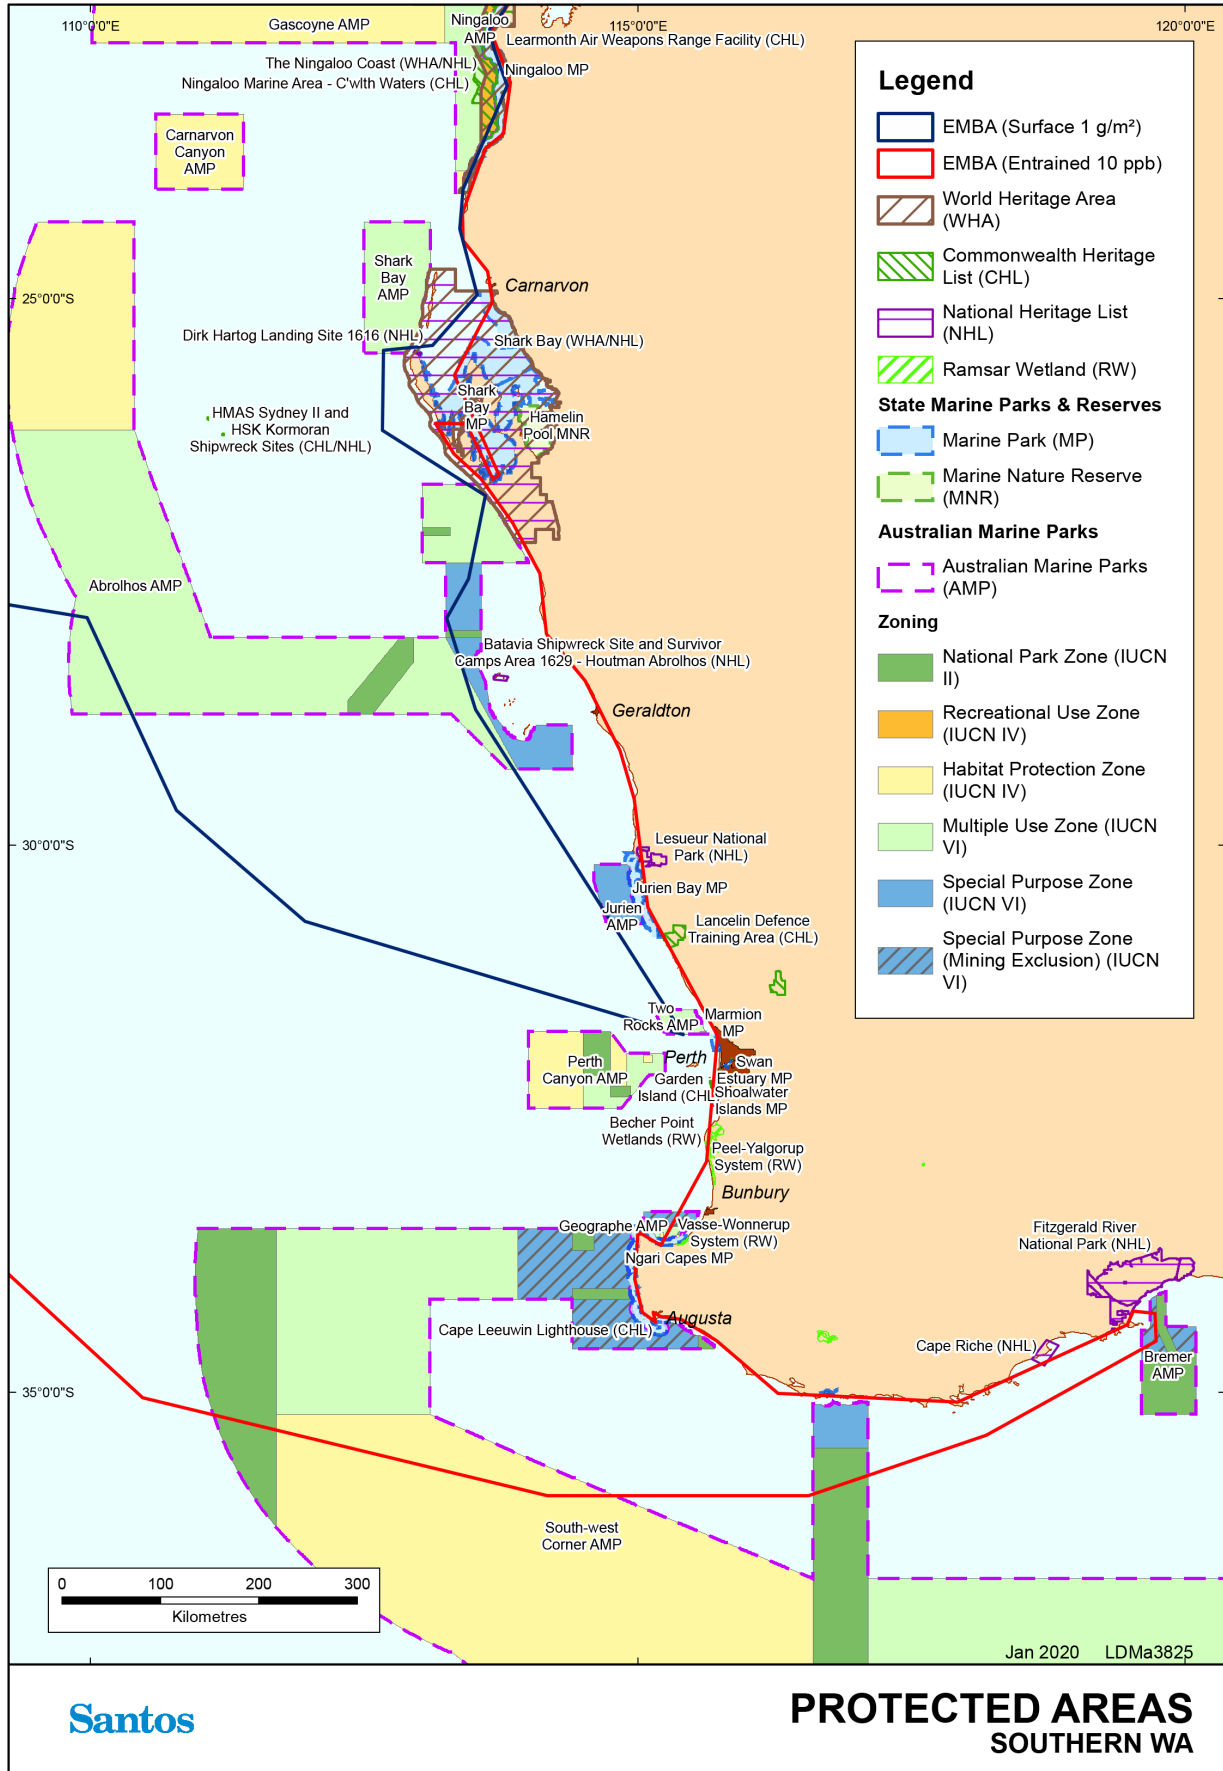 110°0'0"E
115°0'0"E
120°0'0"E
25°0'0"S
30°0'0"S
35°0'0"S
Gascoyne AMP
Ningaloo
AMP
Learmonth Air Weapons Range Facility (CHL)
The Ningaloo Coast (WHA/NHL)
Ningaloo MP
Ningaloo Marine Area - C'wlth Waters (CHL)
Carnarvon
Canyon
AMP
Shark
Bay
AMP
Carnarvon
Dirk Hartog Landing Site 1616 (NHL)
Shark Bay (WHA/NHL)
Shark
Bay
MP
Hamelin
Pool MNR
HMAS Sydney II and
HSK Kormoran
Shipwreck Sites (CHL/NHL)
Abrolhos AMP
Batavia Shipwreck Site and Survivor
Camps Area 1629 - Houtman Abrolhos (NHL)
Geraldton
Lesueur National
Park (NHL)
Jurien Bay MP
Jurien
AMP
Lancelin Defence
Training Area (CHL)
Two
Rocks AMP
Marmion
MP
Perth
Canyon AMP
Perth
Swan
Estuary MP
Garden
Island (CHL)
Shoalwater
Islands MP
Becher Point
Wetlands (RW)
Peel-Yalgorup
System (RW)
Bunbury
Geographe AMP
Vasse-Wonnerup
System (RW)
Ngari Capes MP
Augusta
Cape Leeuwin Lighthouse (CHL)
Fitzgerald River
National Park (NHL)
Cape Riche (NHL)
Bremer
AMP
South-west
Corner AMP
Legend
EMBA (Surface 1 g/m²)
EMBA (Entrained 10 ppb)
World Heritage Area
(WHA)
Commonwealth Heritage
List (CHL)
National Heritage List
(NHL)
Ramsar Wetland (RW)
State Marine Parks & Reserves
Marine Park (MP)
Marine Nature Reserve
(MNR)
Australian Marine Parks
Australian Marine Parks
(AMP)
Zoning
National Park Zone (IUCN
II)
Recreational Use Zone
(IUCN IV)
Habitat Protection Zone
(IUCN IV)
Multiple Use Zone (IUCN
VI)
Special Purpose Zone
(IUCN VI)
Special Purpose Zone
(Mining Exclusion) (IUCN
VI)
0 100 200 300
Kilometres
Jan 2020 LDMa3825
Santos
PROTECTED AREAS
SOUTHERN WA